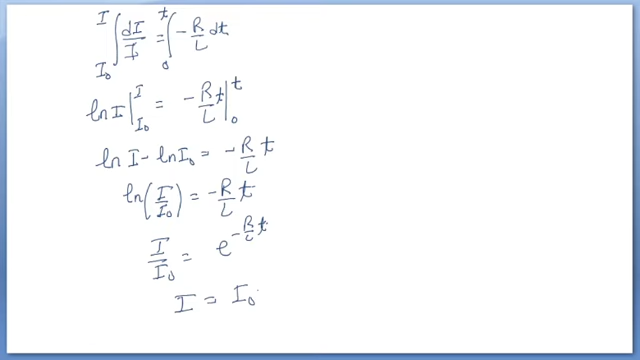 ∫_{I₀}^{I} dI/I = ∫_{0}^{t} -R/L dt
ln I |_{I₀}^{I} = -R/L t |_{0}^{t}
ln I - ln I₀ = -R/L t
ln(I/I₀) = -R/L t
I/I₀ = e^{-R/L t}
I = I₀